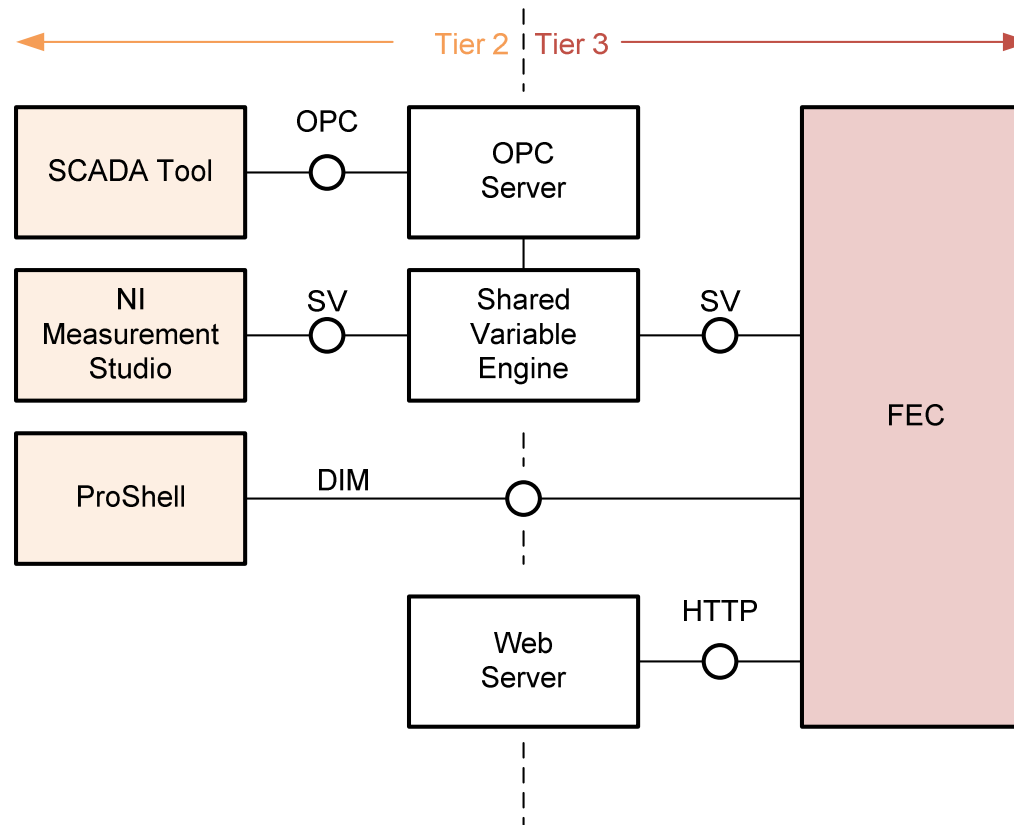 Tier 2
Tier 3
OPC
SCADA Tool
OPC
Server
NI
Measurement
Studio
SV
Shared
Variable
Engine
SV
FEC
ProShell
DIM
Web
Server
HTTP